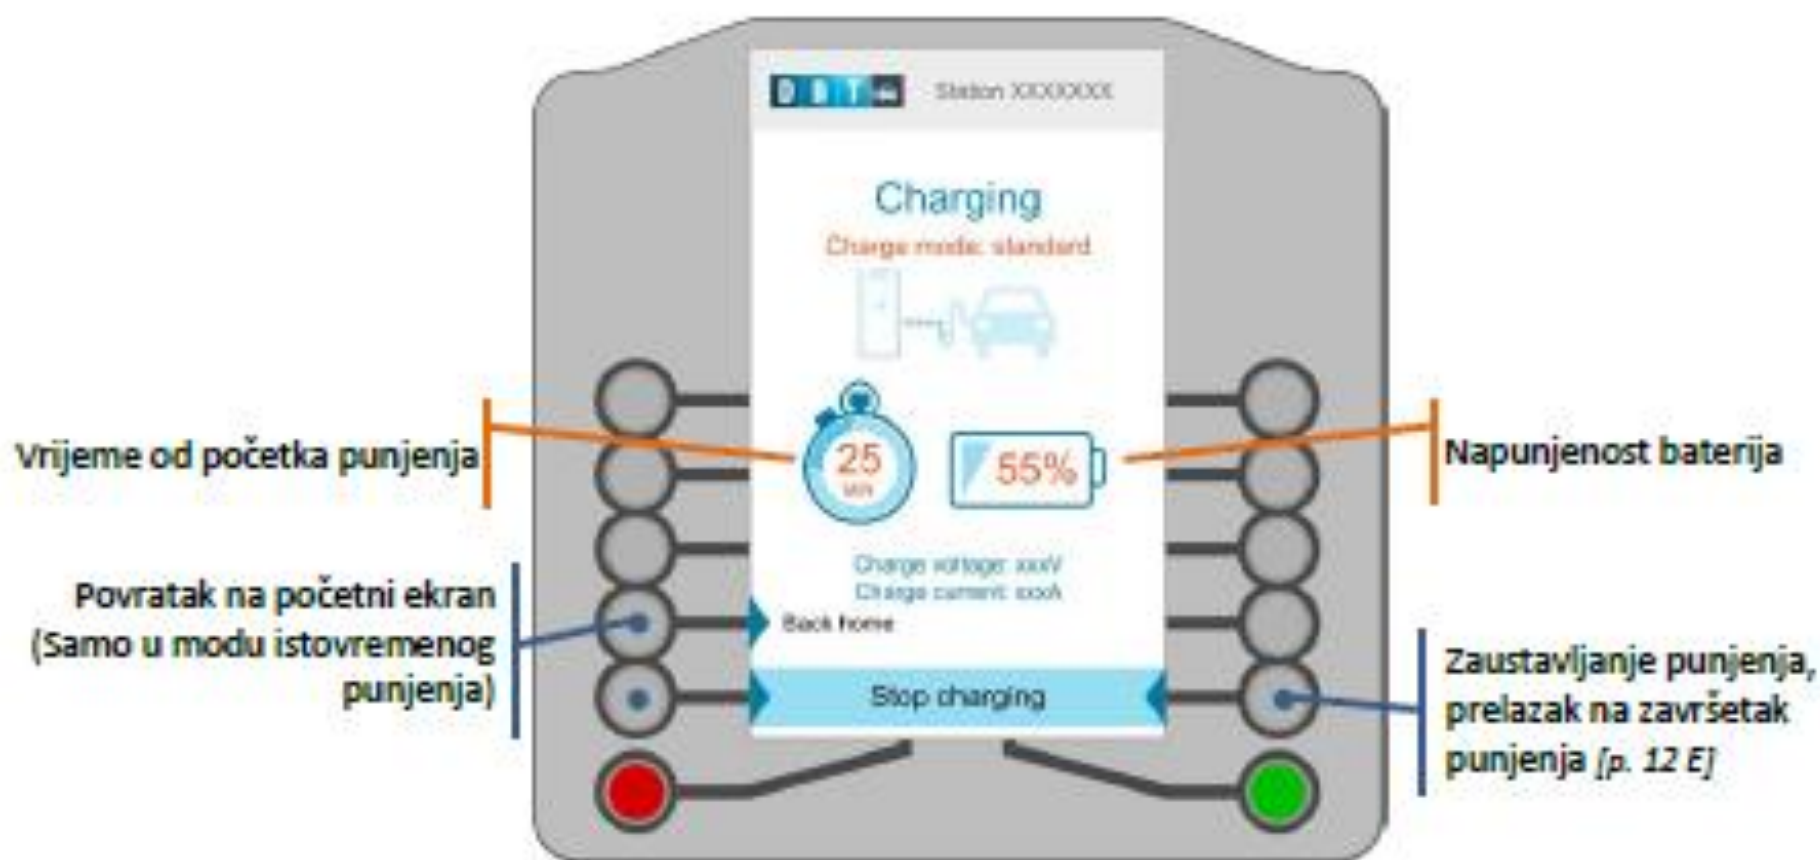 DBT
Station XXXXXXXX
Charging
Charge mode: standard
Vrijeme od početka punjenja
25
MIN
55%
Napunjenost baterija
Charge voltage: xxxV
Charge current: xxxA
Povratak na početni ekran
(Samo u modu istovremenog
punjenja)
Back home
Stop charging
Zaustavljanje punjenja,
prelazak na završetak
punjenja [p. 12 E]